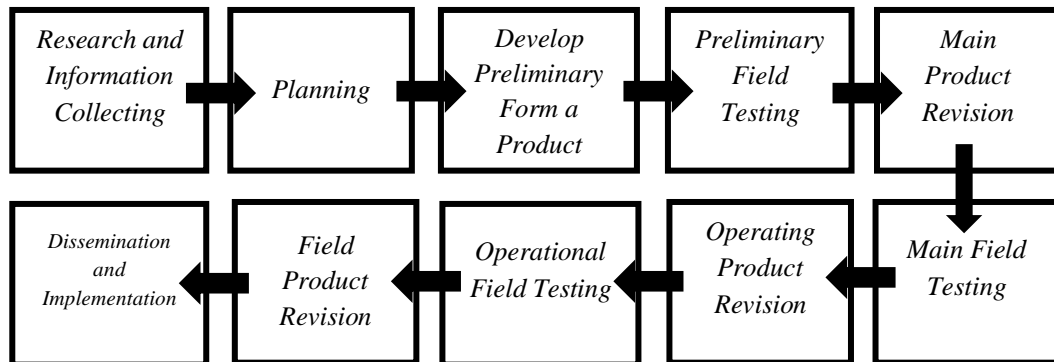 Research and
Information
Collecting
Planning
Develop
Preliminary
Form a
Product
Preliminary
Field
Testing
Main
Product
Revision
Main Field
Testing
Operating
Product
Revision
Operational
Field Testing
Field
Product
Revision
Dissemination
and
Implementation